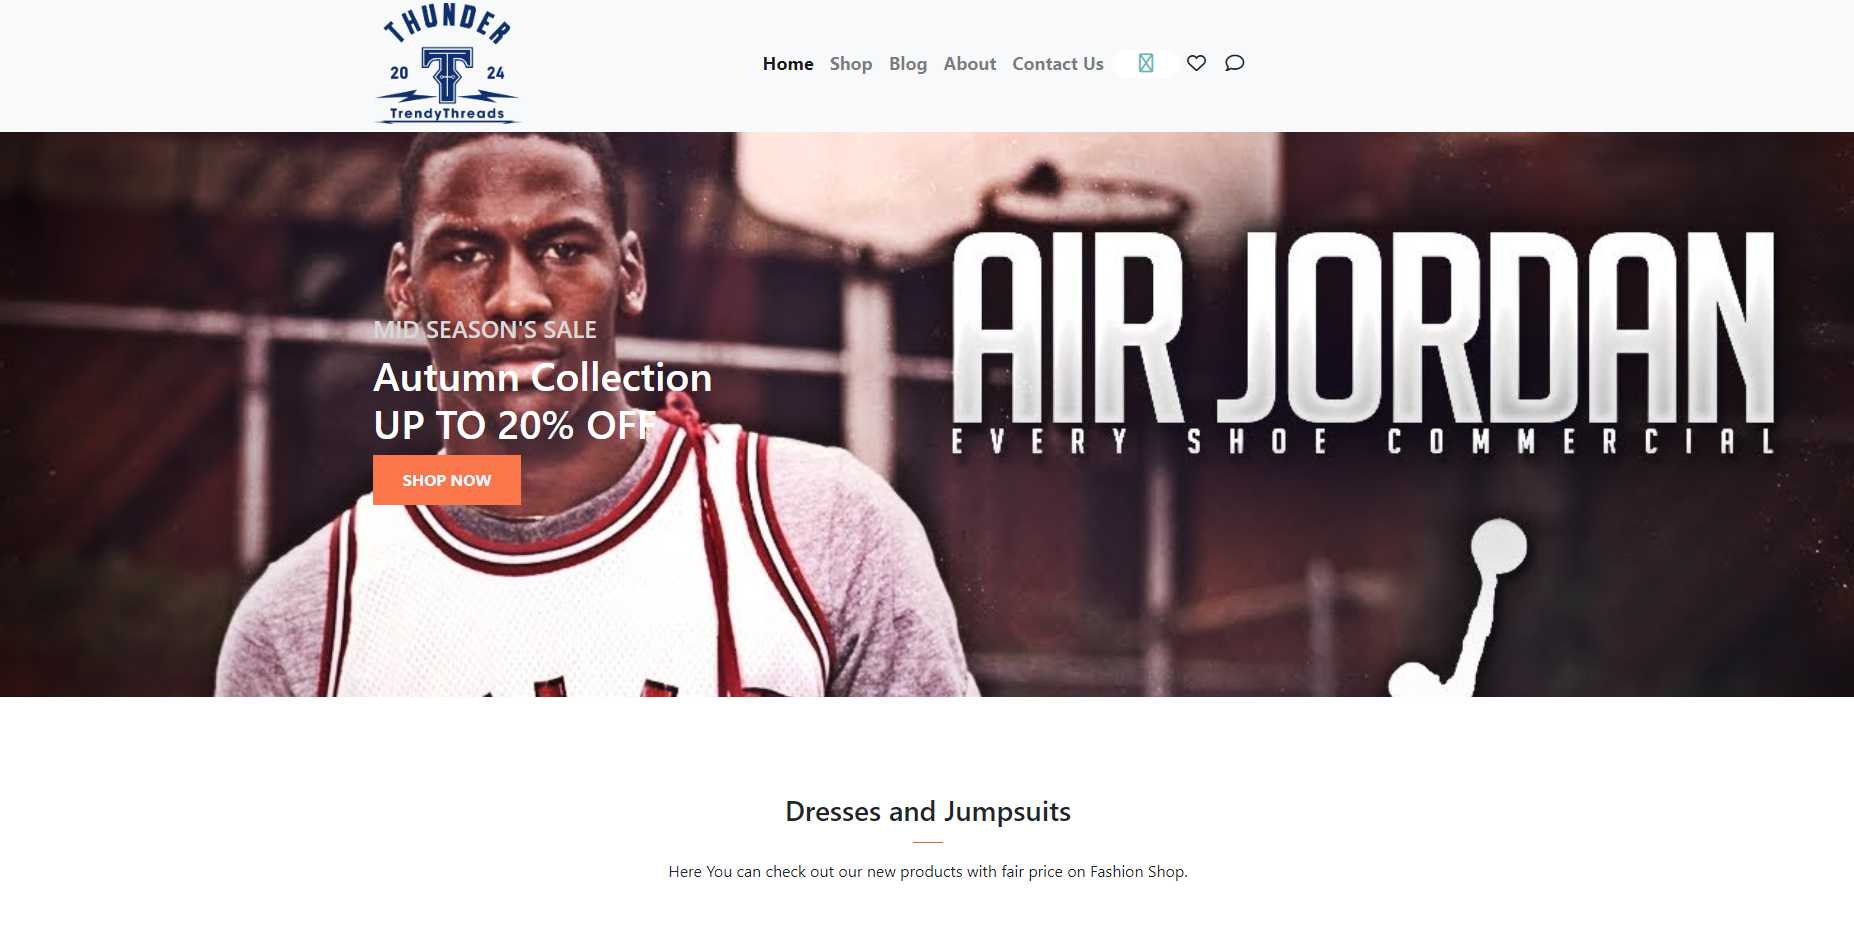 THUNDER
20 T 24
TrendyThreads
Home Shop Blog About Contact Us
AIR JORDAN
EVERY SHOE COMMERCIAL
MID SEASON'S SALE
Autumn Collection
UP TO 20% OFF
SHOP NOW
Dresses and Jumpsuits
Here You can check out our new products with fair price on Fashion Shop.